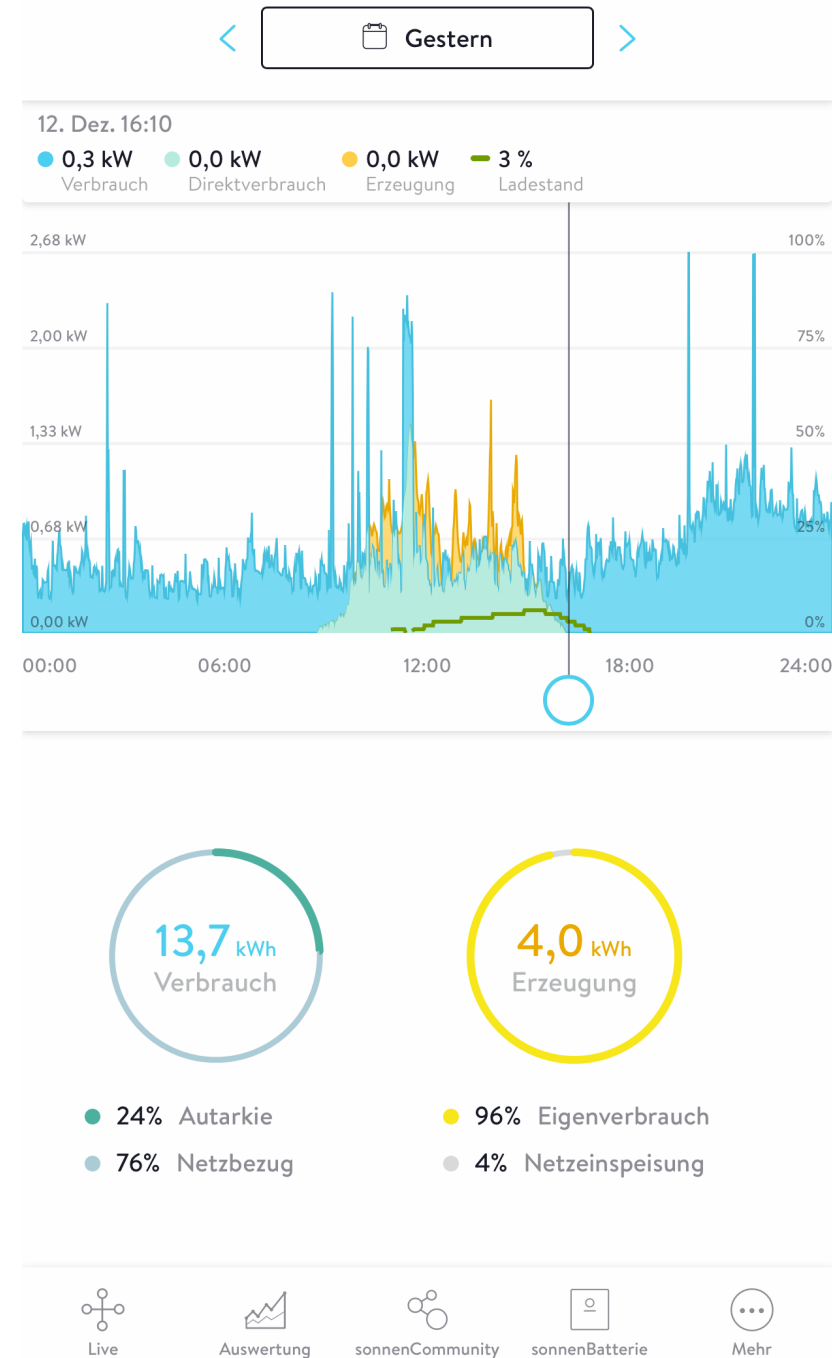 Gestern
12. Dez. 16:10
0,3 kW 0,0 kW 0,0 kW 3 %
Verbrauch Direktverbrauch Erzeugung Ladestand
2,68 kW 100%
2,00 kW 75%
1,33 kW 50%
0,68 kW 25%
0,00 kW 0%
00:00 06:00 12:00 18:00 24:00
13,7 kWh 4,0 kWh
Verbrauch Erzeugung
24% Autarkie 96% Eigenverbrauch
76% Netzbezug 4% Netzeinspeisung
Live Auswertung sonnenCommunity sonnenBatterie Mehr